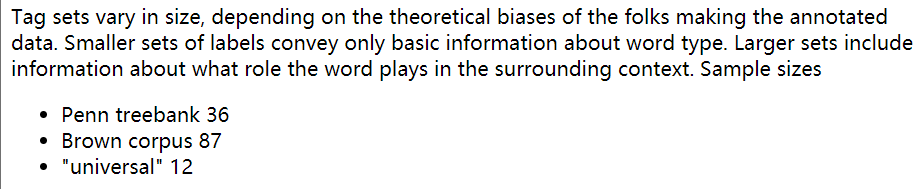 Tag sets vary in size, depending on the theoretical biases of the folks making the annotated
data. Smaller sets of labels convey only basic information about word type. Larger sets include
information about what role the word plays in the surrounding context. Sample sizes
• Penn treebank 36
• Brown corpus 87
• "universal" 12